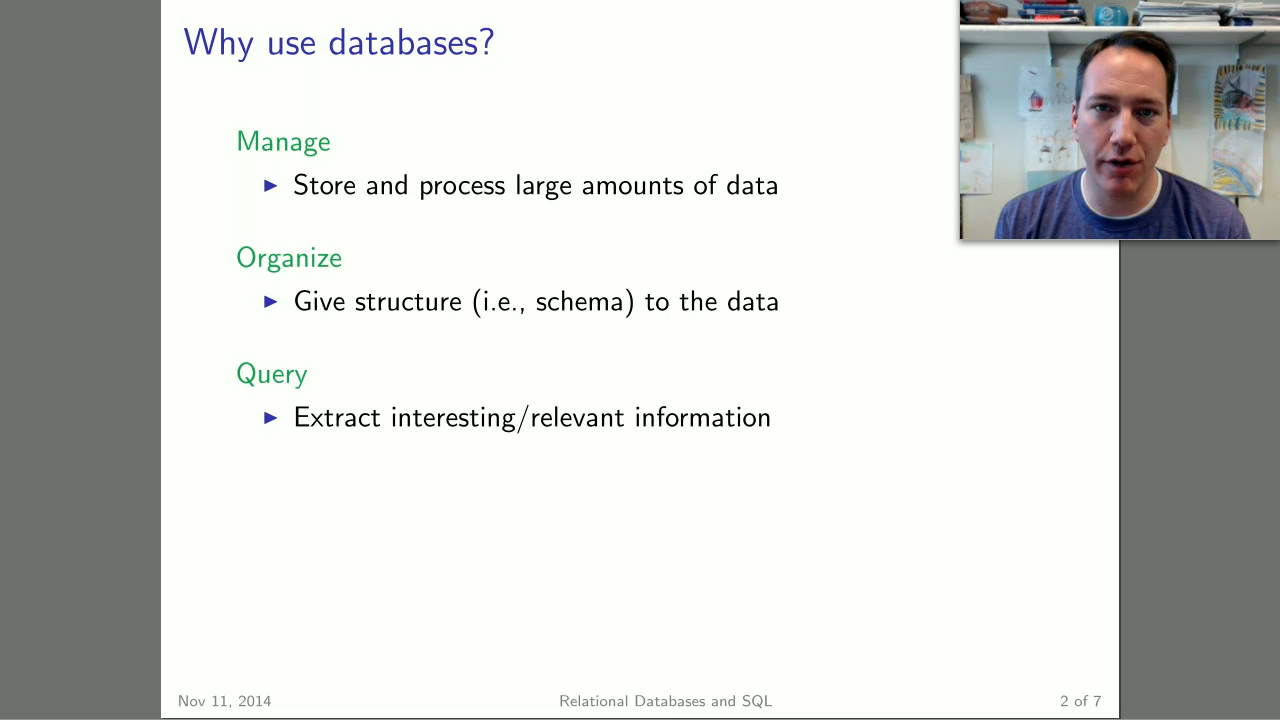 Why use databases?
Manage
Store and process large amounts of data
Organize
Give structure (i.e., schema) to the data
Query
Extract interesting/relevant information
Nov 11, 2014
Relational Databases and SQL
2 of 7